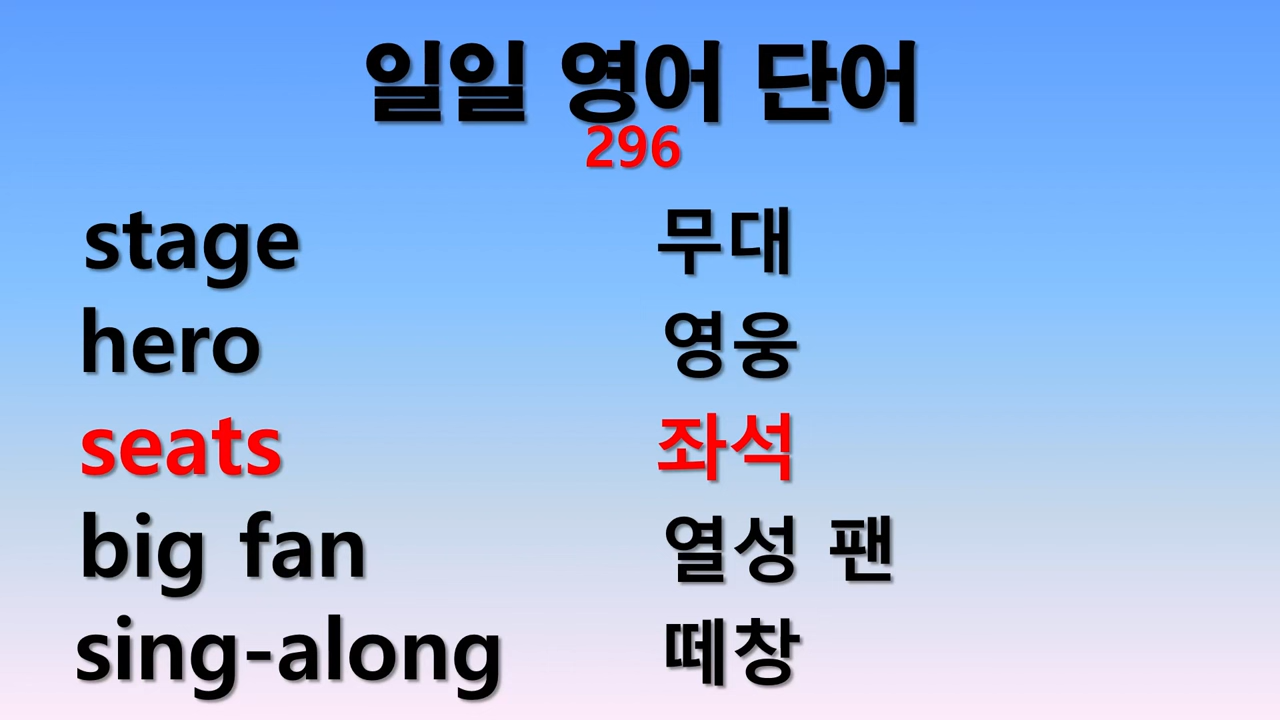 일일 영어 단어
296
stage 무대
hero 영웅
seats 좌석
big fan 열성 팬
sing-along 떼창